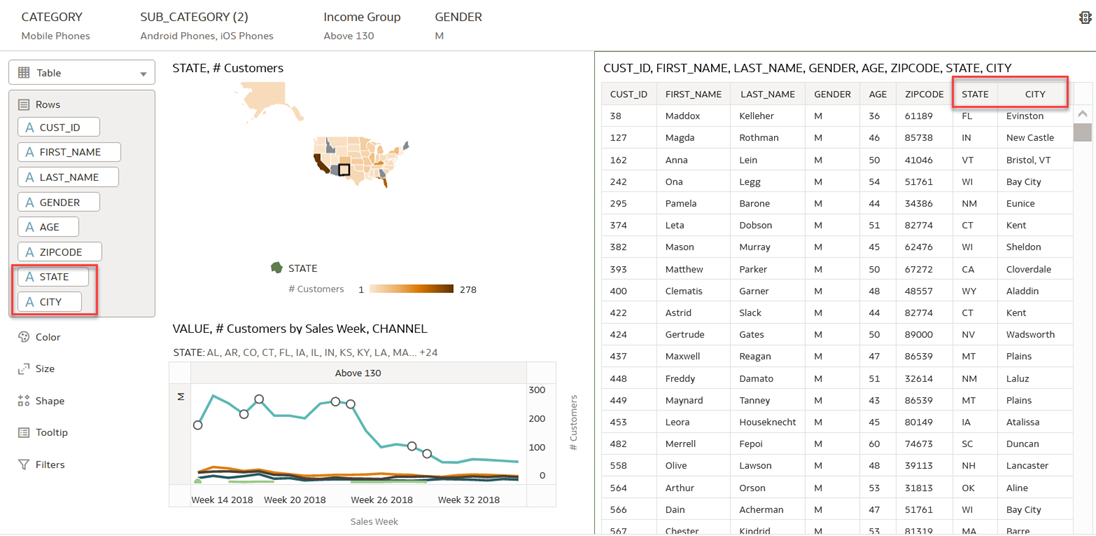 CATEGORY SUB_CATEGORY (2) Income Group GENDER
Mobile Phones Android Phones, iOS Phones Above 130 M
Table
Rows
A CUST_ID
A FIRST_NAME
A LAST_NAME
A GENDER
A AGE
A ZIPCODE
A STATE
A CITY
Color
Size
Shape
Tooltip
Filters
STATE, # Customers
STATE
# Customers 1 278
VALUE, # Customers by Sales Week, CHANNEL
STATE: AL, AR, CO, CT, FL, IA, IL, IN, KS, KY, LA, MA... +24
Above 130
M
300
200
100
0
# Customers
Week 14 2018 Week 20 2018 Week 26 2018 Week 32 2018
Sales Week
CUST_ID, FIRST_NAME, LAST_NAME, GENDER, AGE, ZIPCODE, STATE, CITY
CUST_ID FIRST_NAME LAST_NAME GENDER AGE ZIPCODE STATE CITY
38 Maddox Kelleher M 36 61189 FL Evinston
127 Magda Rothman M 46 85738 IN New Castle
162 Anna Lein M 50 41046 VT Bristol, VT
242 Ona Legg M 54 51761 WI Bay City
295 Pamela Barone M 44 34386 NM Eunice
374 Leta Dobson M 51 82774 CT Kent
382 Mason Murray M 45 62476 WI Sheldon
393 Matthew Parker M 50 67272 CA Cloverdale
400 Clematis Garner M 48 48557 WY Aladdin
422 Astrid Slack M 44 82774 CT Kent
424 Gertrude Gates M 50 89000 NV Wadsworth
437 Maxwell Reagan M 47 86539 MT Plains
448 Freddy Damato M 51 32614 NM Laluz
449 Maynard Tanney M 43 86539 MT Plains
453 Leora Houseknecht M 45 80149 IA Atalissa
482 Merrell Fepoi M 60 74673 SC Duncan
558 Olive Lawson M 48 39113 NH Lancaster
564 Arthur Orson M 53 31813 OK Aline
566 Dain Acherman M 47 51761 WI Bay City
567 Chester Kindrid M 53 81319 MA Barre